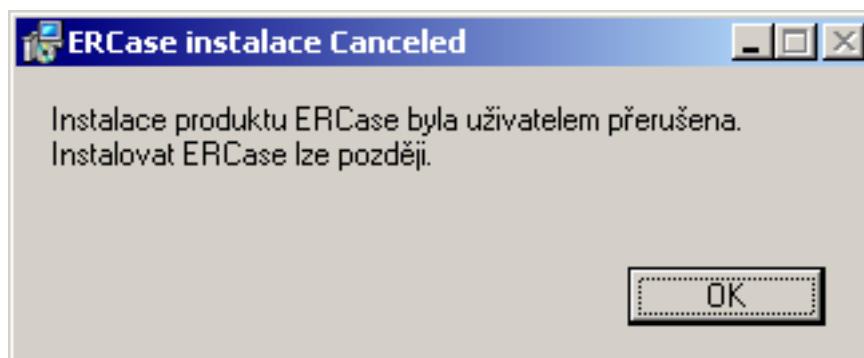 ERCase instalace Canceled
Instalace produktu ERCase byla uživatelem přerušena.
Instalovat ERCase lze později.
OK